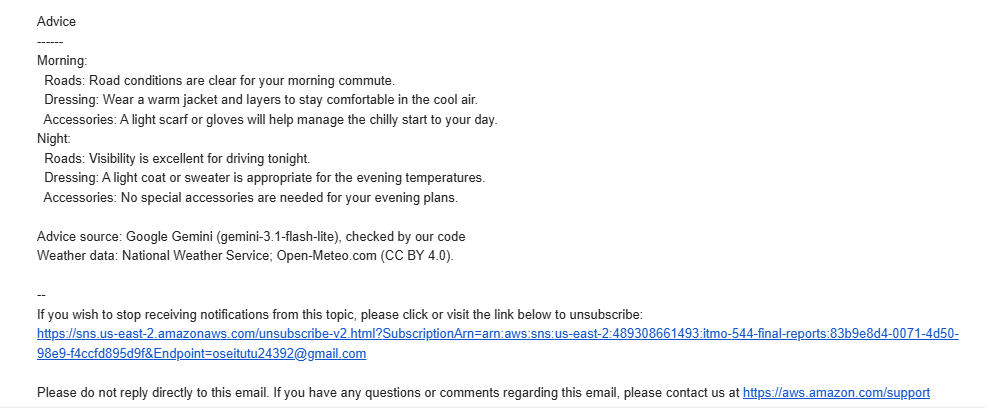 Advice
------
Morning:
Roads: Road conditions are clear for your morning commute.
Dressing: Wear a warm jacket and layers to stay comfortable in the cool air.
Accessories: A light scarf or gloves will help manage the chilly start to your day.
Night:
Roads: Visibility is excellent for driving tonight.
Dressing: A light coat or sweater is appropriate for the evening temperatures.
Accessories: No special accessories are needed for your evening plans.
Advice source: Google Gemini (gemini-3.1-flash-lite), checked by our code
Weather data: National Weather Service; Open-Meteo.com (CC BY 4.0).
--
If you wish to stop receiving notifications from this topic, please click or visit the link below to unsubscribe:
https://sns.us-east-2.amazonaws.com/unsubscribe-v2.html?SubscriptionArn=arn:aws:sns:us-east-2:489308661493:itmo-544-final-reports:83b9e8d4-0071-4d50-
98e9-f4ccfd895d9f&Endpoint=oseitutu24392@gmail.com
Please do not reply directly to this email. If you have any questions or comments regarding this email, please contact us at https://aws.amazon.com/support